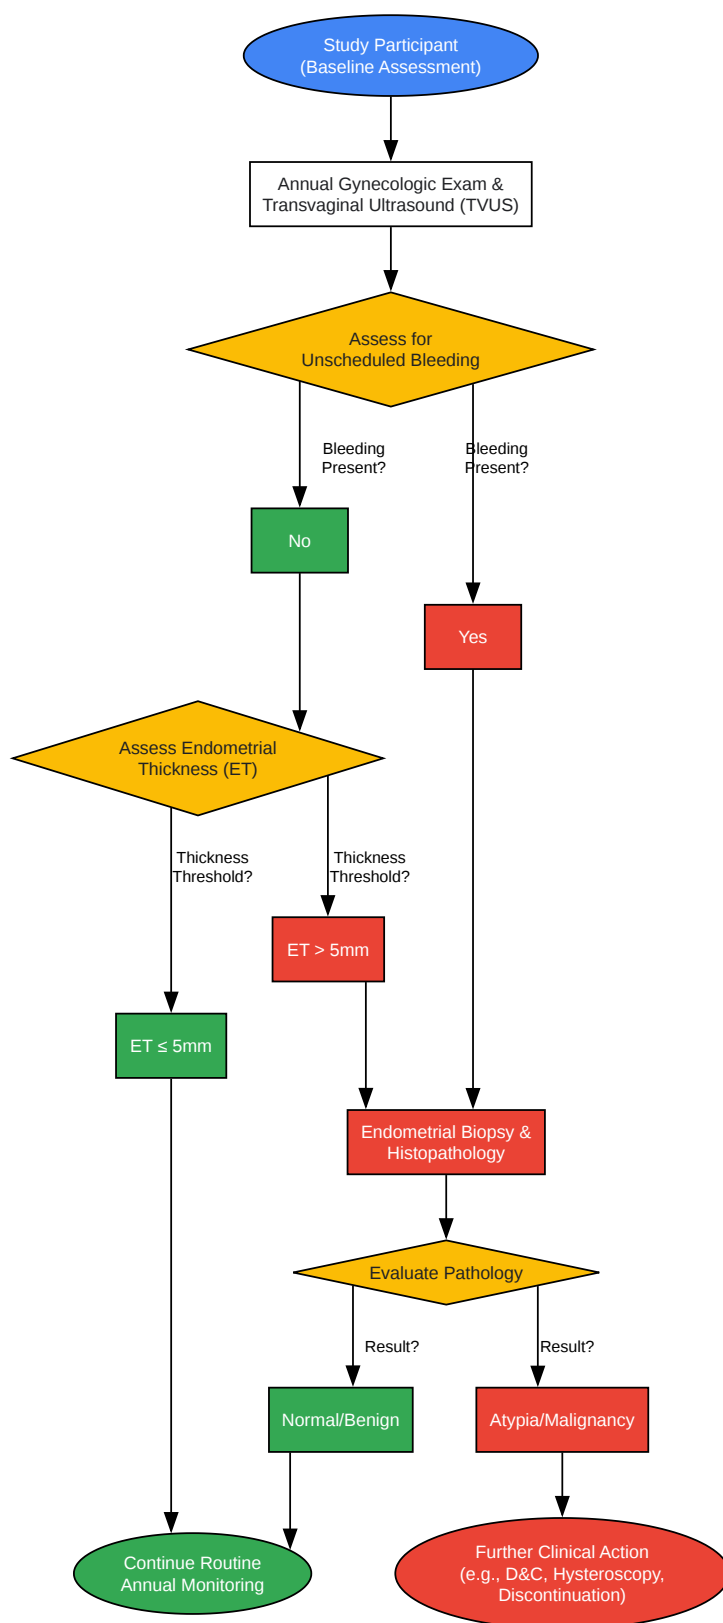 Study Participant
(Baseline Assessment)
Annual Gynecologic Exam &
Transvaginal Ultrasound (TVUS)
Assess for
Unscheduled Bleeding
Bleeding
Present?
Bleeding
Present?
No
Yes
Assess Endometrial
Thickness (ET)
Thickness
Threshold?
Thickness
Threshold?
ET > 5mm
ET ≤ 5mm
Endometrial Biopsy &
Histopathology
Evaluate Pathology
Result?
Result?
Normal/Benign
Atypia/Malignancy
Continue Routine
Annual Monitoring
Further Clinical Action
(e.g., D&C, Hysteroscopy,
Discontinuation)